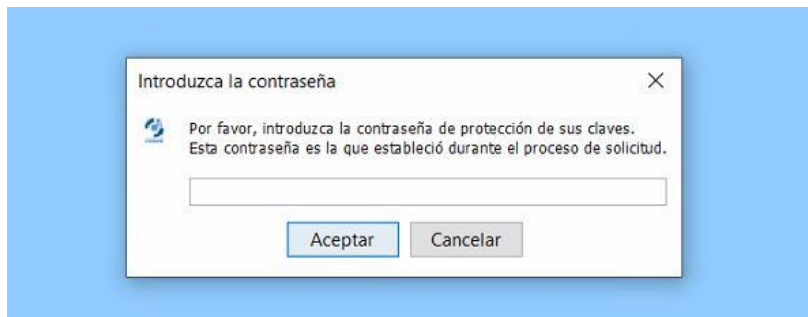 Introduzca la contraseña
Por favor, introduzca la contraseña de protección de sus claves.
Esta contraseña es la que estableció durante el proceso de solicitud.
Aceptar
Cancelar